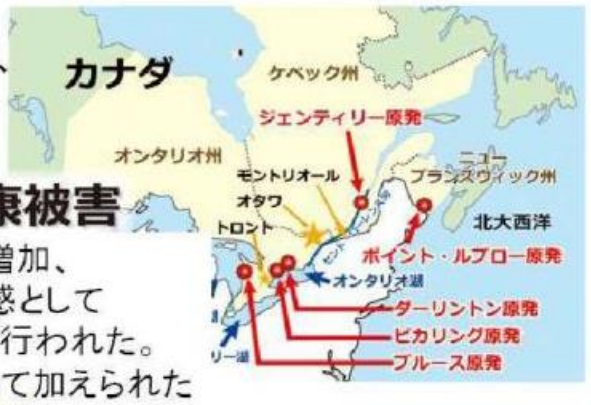 、
カナダ
ケベック州
ジェンティリー原発
オンタリオ州
モントリオール
オタワ
トロント
ニュー
ブランズウィック州
北大西洋
ポイント・ルプロー原発
オンタリオ湖
ダーリントン原発
ピカリング原発
ブルース原発
リー湖
康被害
増加、
惑として
行われた。
て加えられた